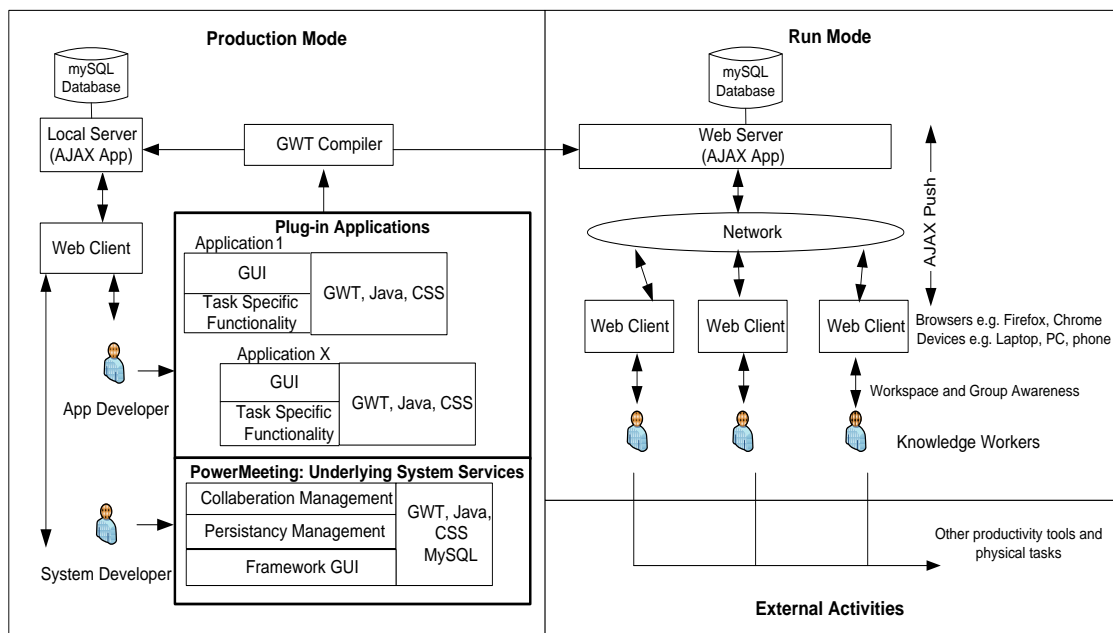 Production Mode
mySQL
Database
Local Server
(AJAX App)
GWT Compiler
Web Client
Plug-in Applications
Application 1
GUI
Task Specific
Functionality
GWT, Java, CSS
Application X
GUI
Task Specific
Functionality
GWT, Java, CSS
App Developer
PowerMeeting: Underlying System Services
Collaberation Management
Persistancy Management
Framework GUI
GWT, Java,
CSS
MySQL
System Developer
Run Mode
mySQL
Database
Web Server
(AJAX App)
AJAX Push
Network
Web Client
Web Client
Web Client
Browsers e.g. Firefox, Chrome
Devices e.g. Laptop, PC, phone
Workspace and Group Awareness
Knowledge Workers
Other productivity tools and
physical tasks
External Activities